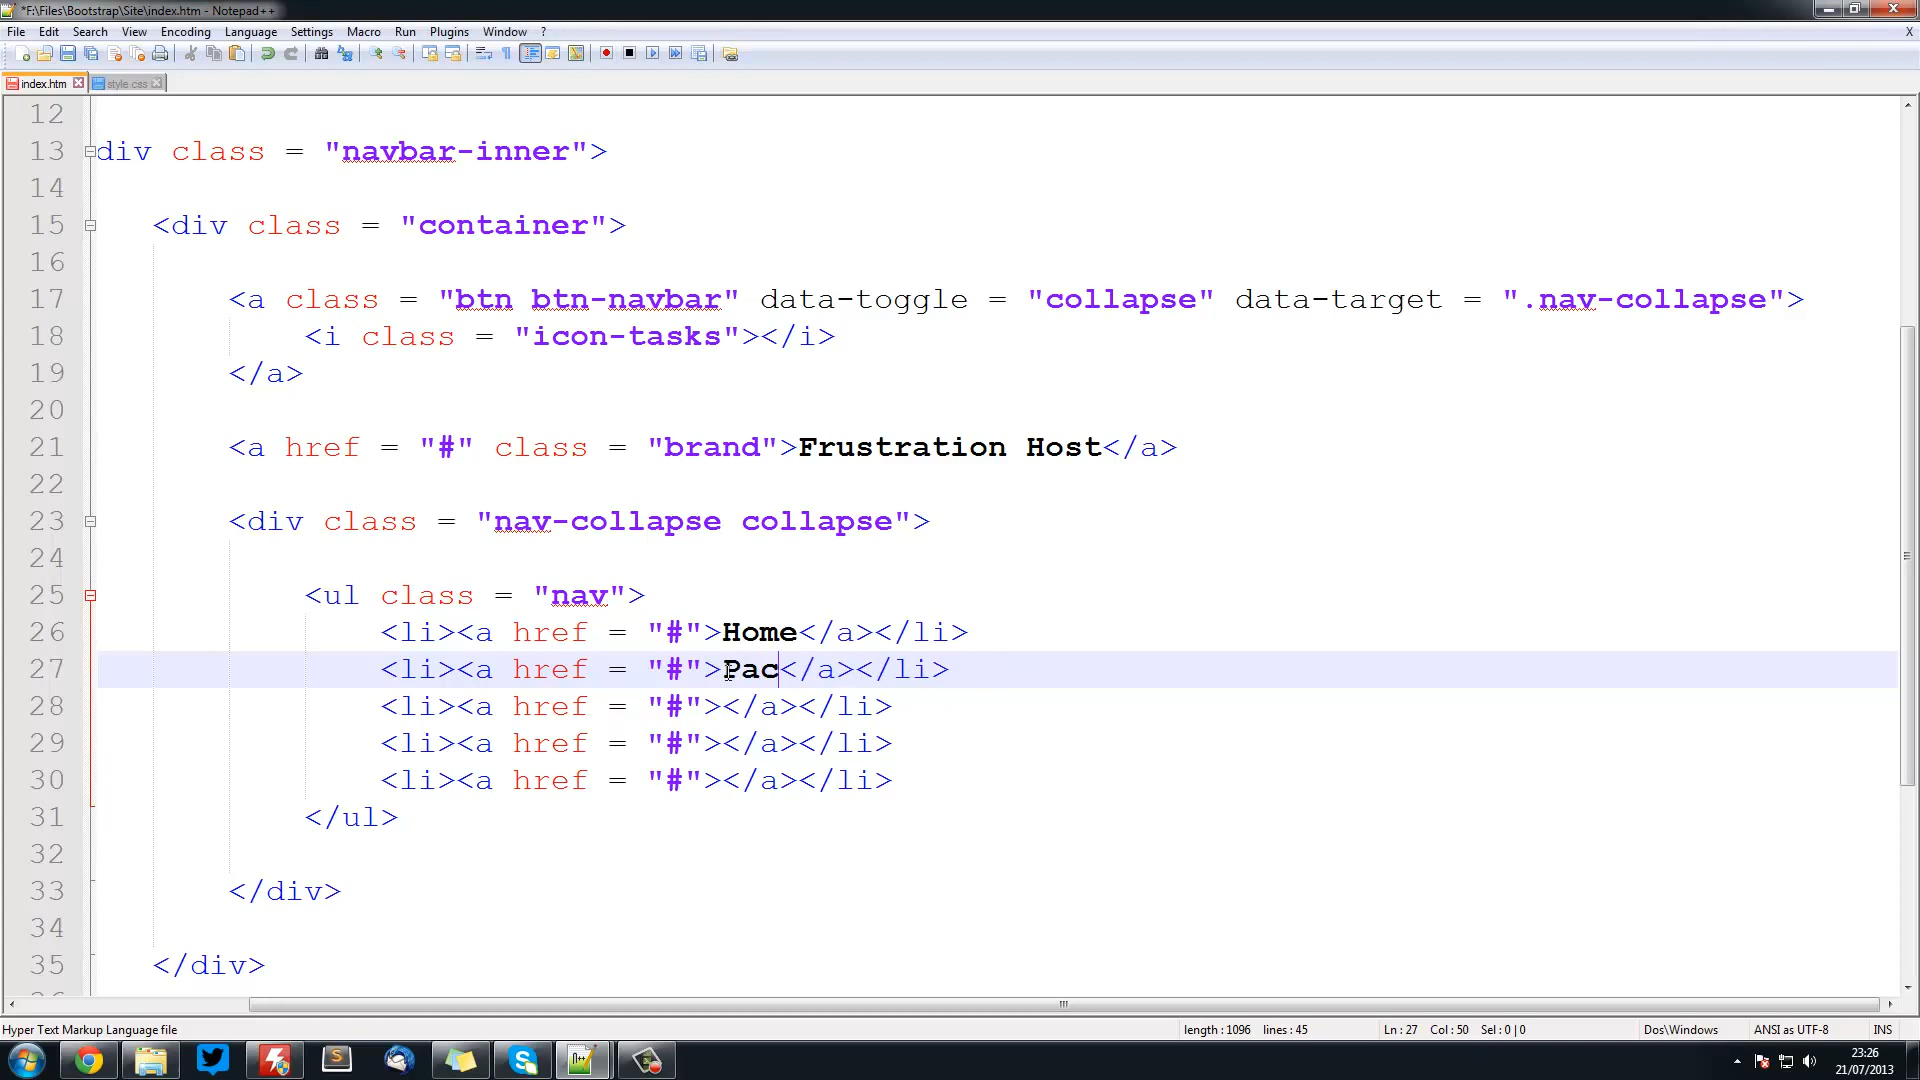 *F:\Files\Bootstrap\Site\index.htm - Notepad++
File Edit Search View Encoding Language Settings Macro Run Plugins Window ? X
index.htm style.css
12
13 div class = "navbar-inner">
14
15 <div class = "container">
16
17 <a class = "btn btn-navbar" data-toggle = "collapse" data-target = ".nav-collapse">
18 <i class = "icon-tasks"></i>
19 </a>
20
21 <a href = "#" class = "brand">Frustration Host</a>
22
23 <div class = "nav-collapse collapse">
24
25 <ul class = "nav">
26 <li><a href = "#">Home</a></li>
27 <li><a href = "#">Pac</a></li>
28 <li><a href = "#"></a></li>
29 <li><a href = "#"></a></li>
30 <li><a href = "#"></a></li>
31 </ul>
32
33 </div>
34
35 </div>
Hyper Text Markup Language file length : 1096 lines : 45 Ln : 27 Col : 50 Sel : 0 | 0 Dos\Windows ANSI as UTF-8 INS
23:26
21/07/2013